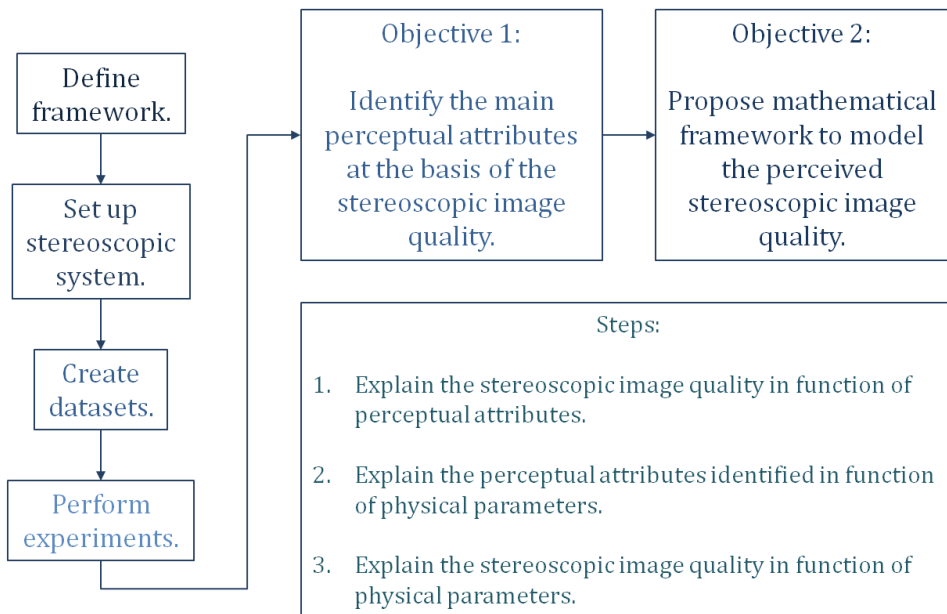 Define
framework.
Set up
stereoscopic
system.
Create
datasets.
Perform
experiments.
Objective 1:
Identify the main
perceptual attributes
at the basis of the
stereoscopic image
quality.
Objective 2:
Propose mathematical
framework to model
the perceived
stereoscopic image
quality.
Steps:
1. Explain the stereoscopic image quality in function of
perceptual attributes.
2. Explain the perceptual attributes identified in function
of physical parameters.
3. Explain the stereoscopic image quality in function of
physical parameters.